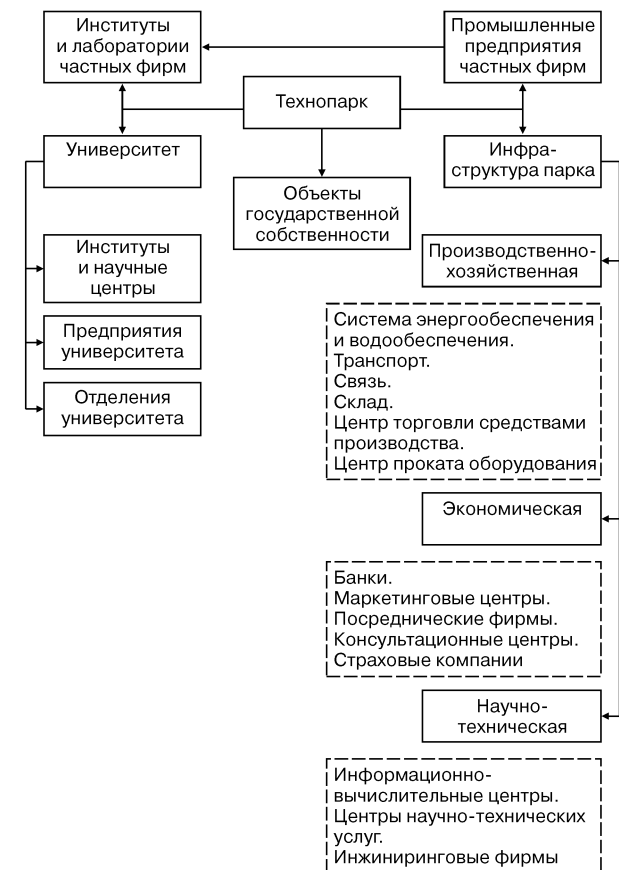 Институты
и лаборатории
частных фирм
Промышленные
предприятия
частных фирм
Технопарк
Университет
Инфра-
структура парка
Объекты
государственной
собственности
Институты
и научные
центры
Производственно-
хозяйственная
Предприятия
университета
Отделения
университета
Система энергообеспечения
и водообеспечения.
Транспорт.
Связь.
Склад.
Центр торговли средствами
производства.
Центр проката оборудования
Экономическая
Банки.
Маркетинговые центры.
Посреднические фирмы.
Консультационные центры.
Страховые компании
Научно-
техническая
Информационно-
вычислительные центры.
Центры научно-технических
услуг.
Инжиниринговые фирмы